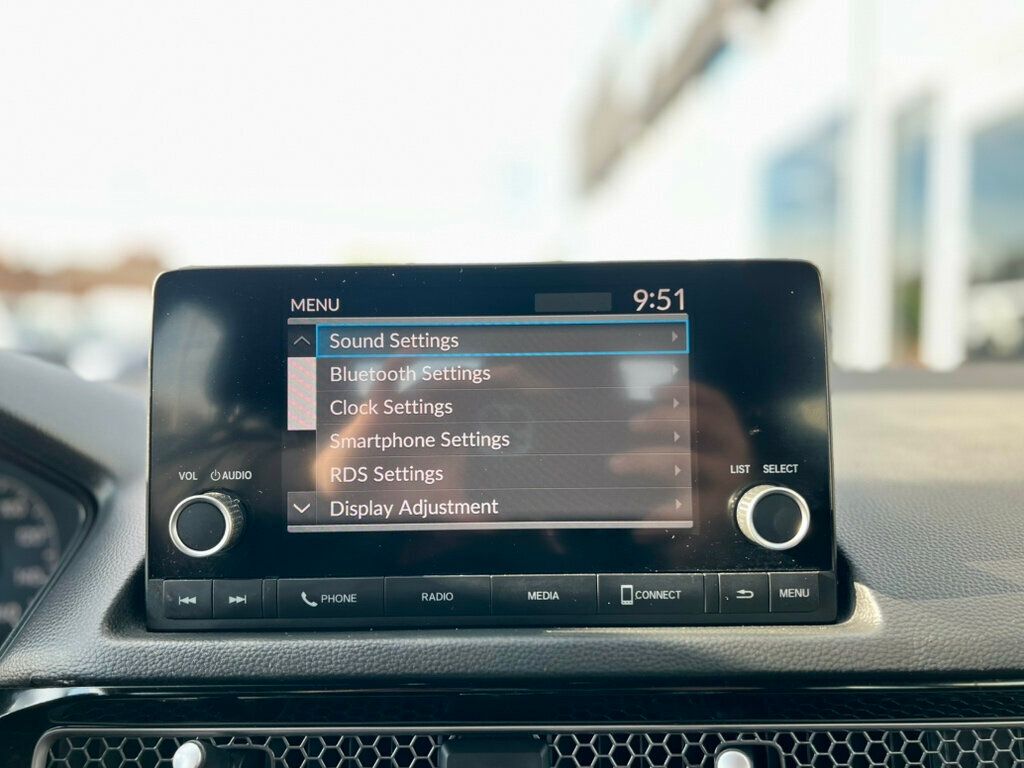 MENU 9:51
Sound Settings
Bluetooth Settings
Clock Settings
Smartphone Settings
RDS Settings
Display Adjustment
VOL AUDIO
LIST SELECT
PHONE RADIO MEDIA CONNECT MENU